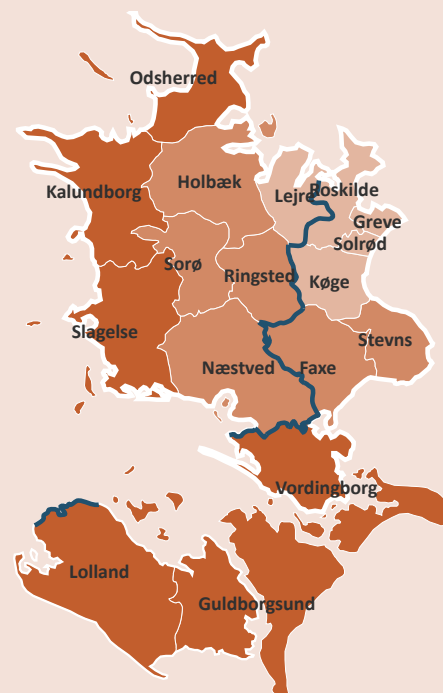 Odsherred
Holbæk
Kalundborg
Lejre
Roskilde
Greve
Solrød
Sorø
Ringsted
Køge
Slagelse
Stevns
Næstved
Faxe
Vordingborg
Lolland
Guldborgsund